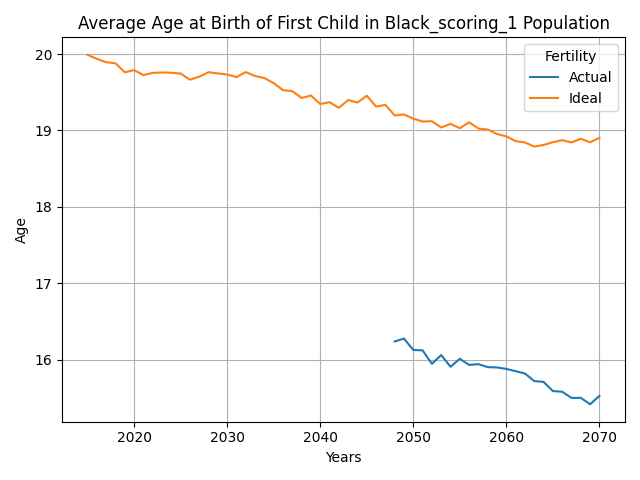 Average Age at Birth of First Child in Black_scoring_1 Population
Fertility
Actual
Ideal
Age
20
19
18
17
16
2020 2030 2040 2050 2060 2070
Years